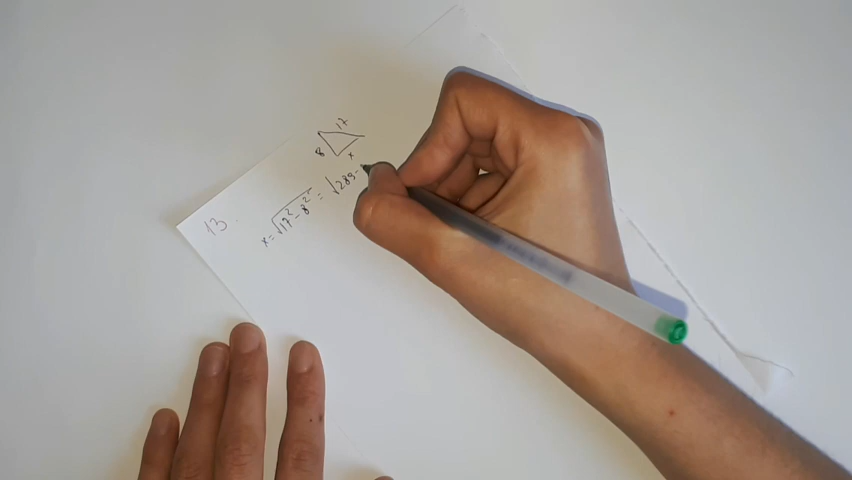 13.
17
8
x
x = √17² - 8² = √289 -